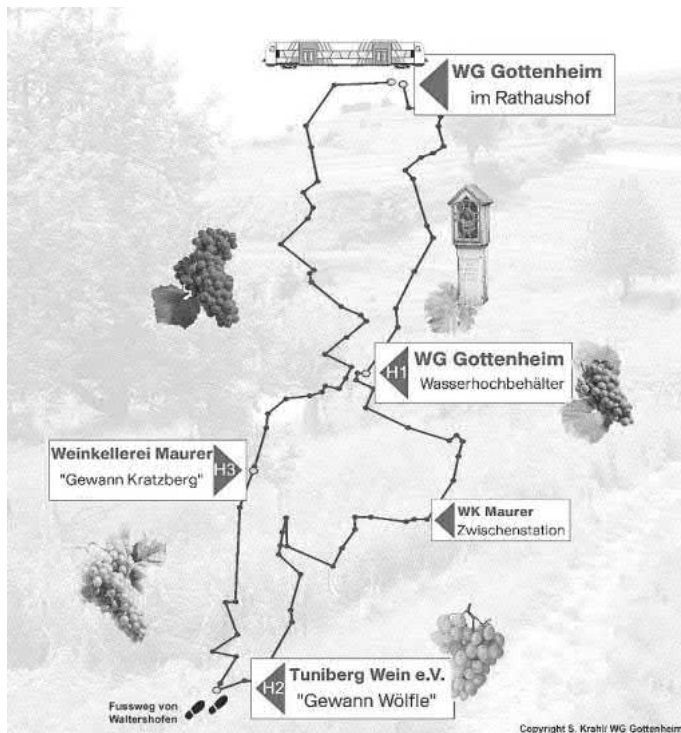 WG Gottenheim
im Rathaushof
H1
WG Gottenheim
Wasserhochbehälter
Weinkellerei Maurer
"Gewann Kratzberg"
H3
WK Maurer
Zwischenstation
H2
Tuniberg Wein e.V.
"Gewann Wölfle"
Fussweg von
Waltershofen
Copyright S. Krahl/ WG Gottenheim